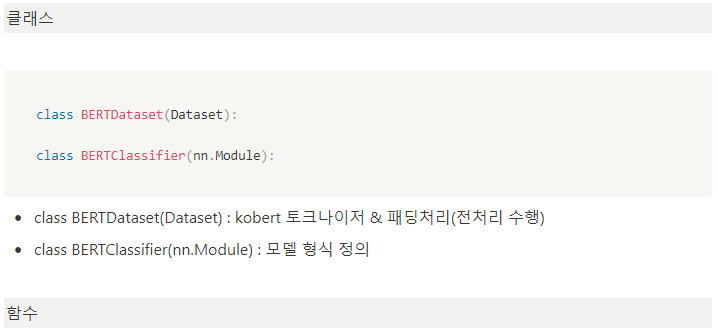 클래스
class BERTDataset(Dataset):
class BERTClassifier(nn.Module):
• class BERTDataset(Dataset) : kobert 토크나이저 & 패딩처리(전처리 수행)
• class BERTClassifier(nn.Module) : 모델 형식 정의
함수